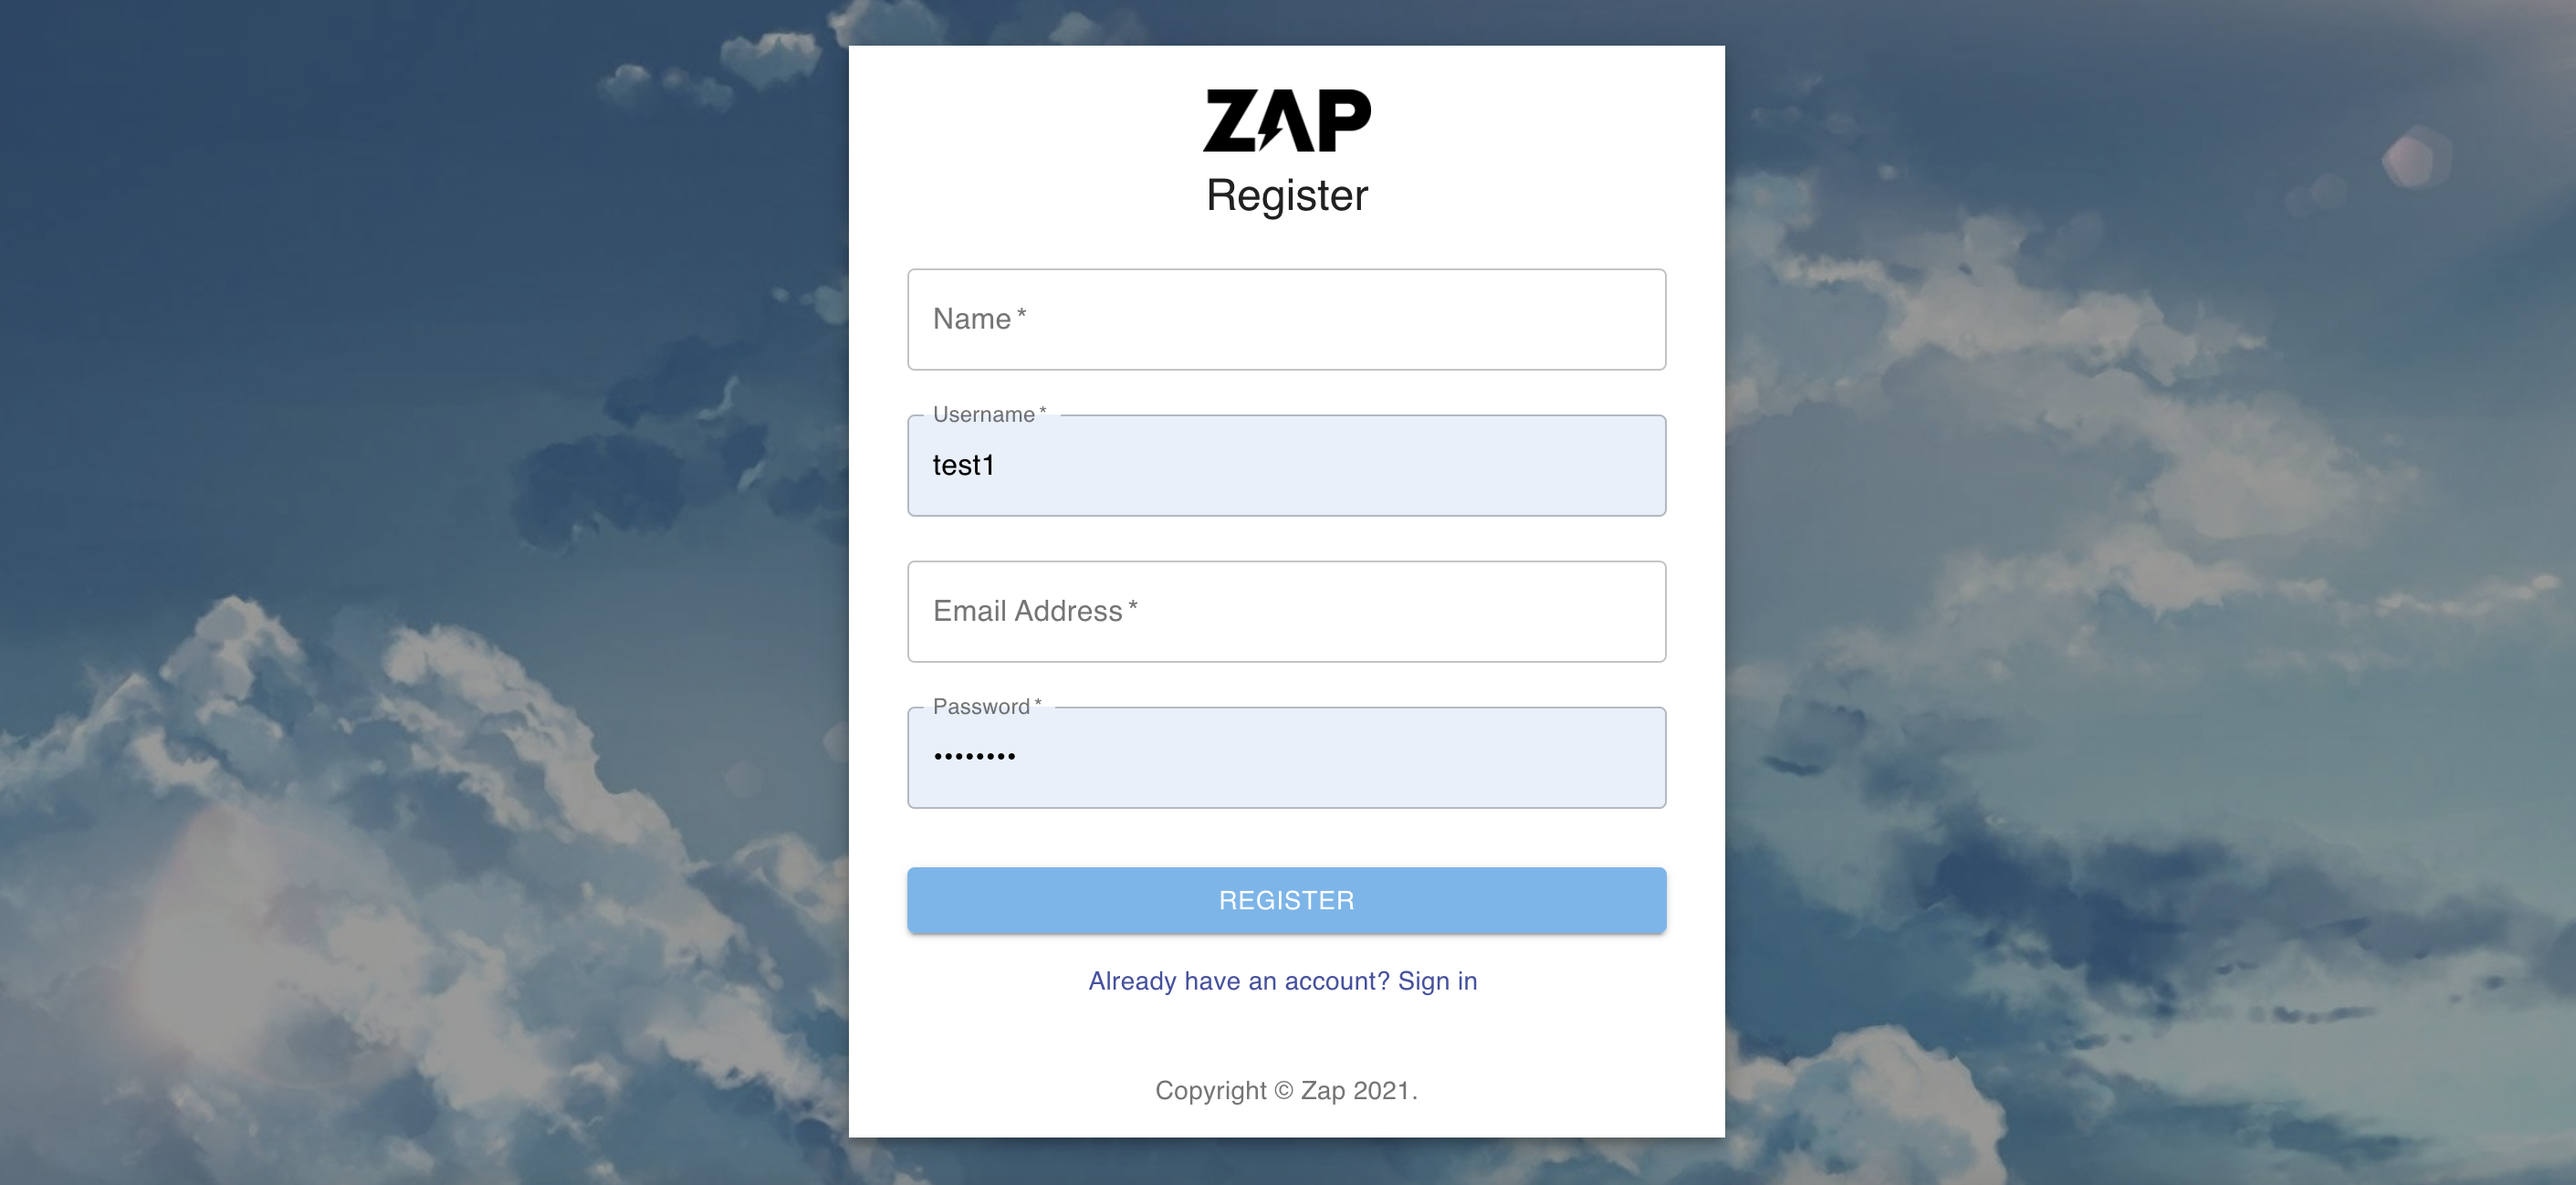 ZAP
Register
Name *
Username *
test1
Email Address *
Password *
••••••••
REGISTER
Already have an account? Sign in
Copyright © Zap 2021.